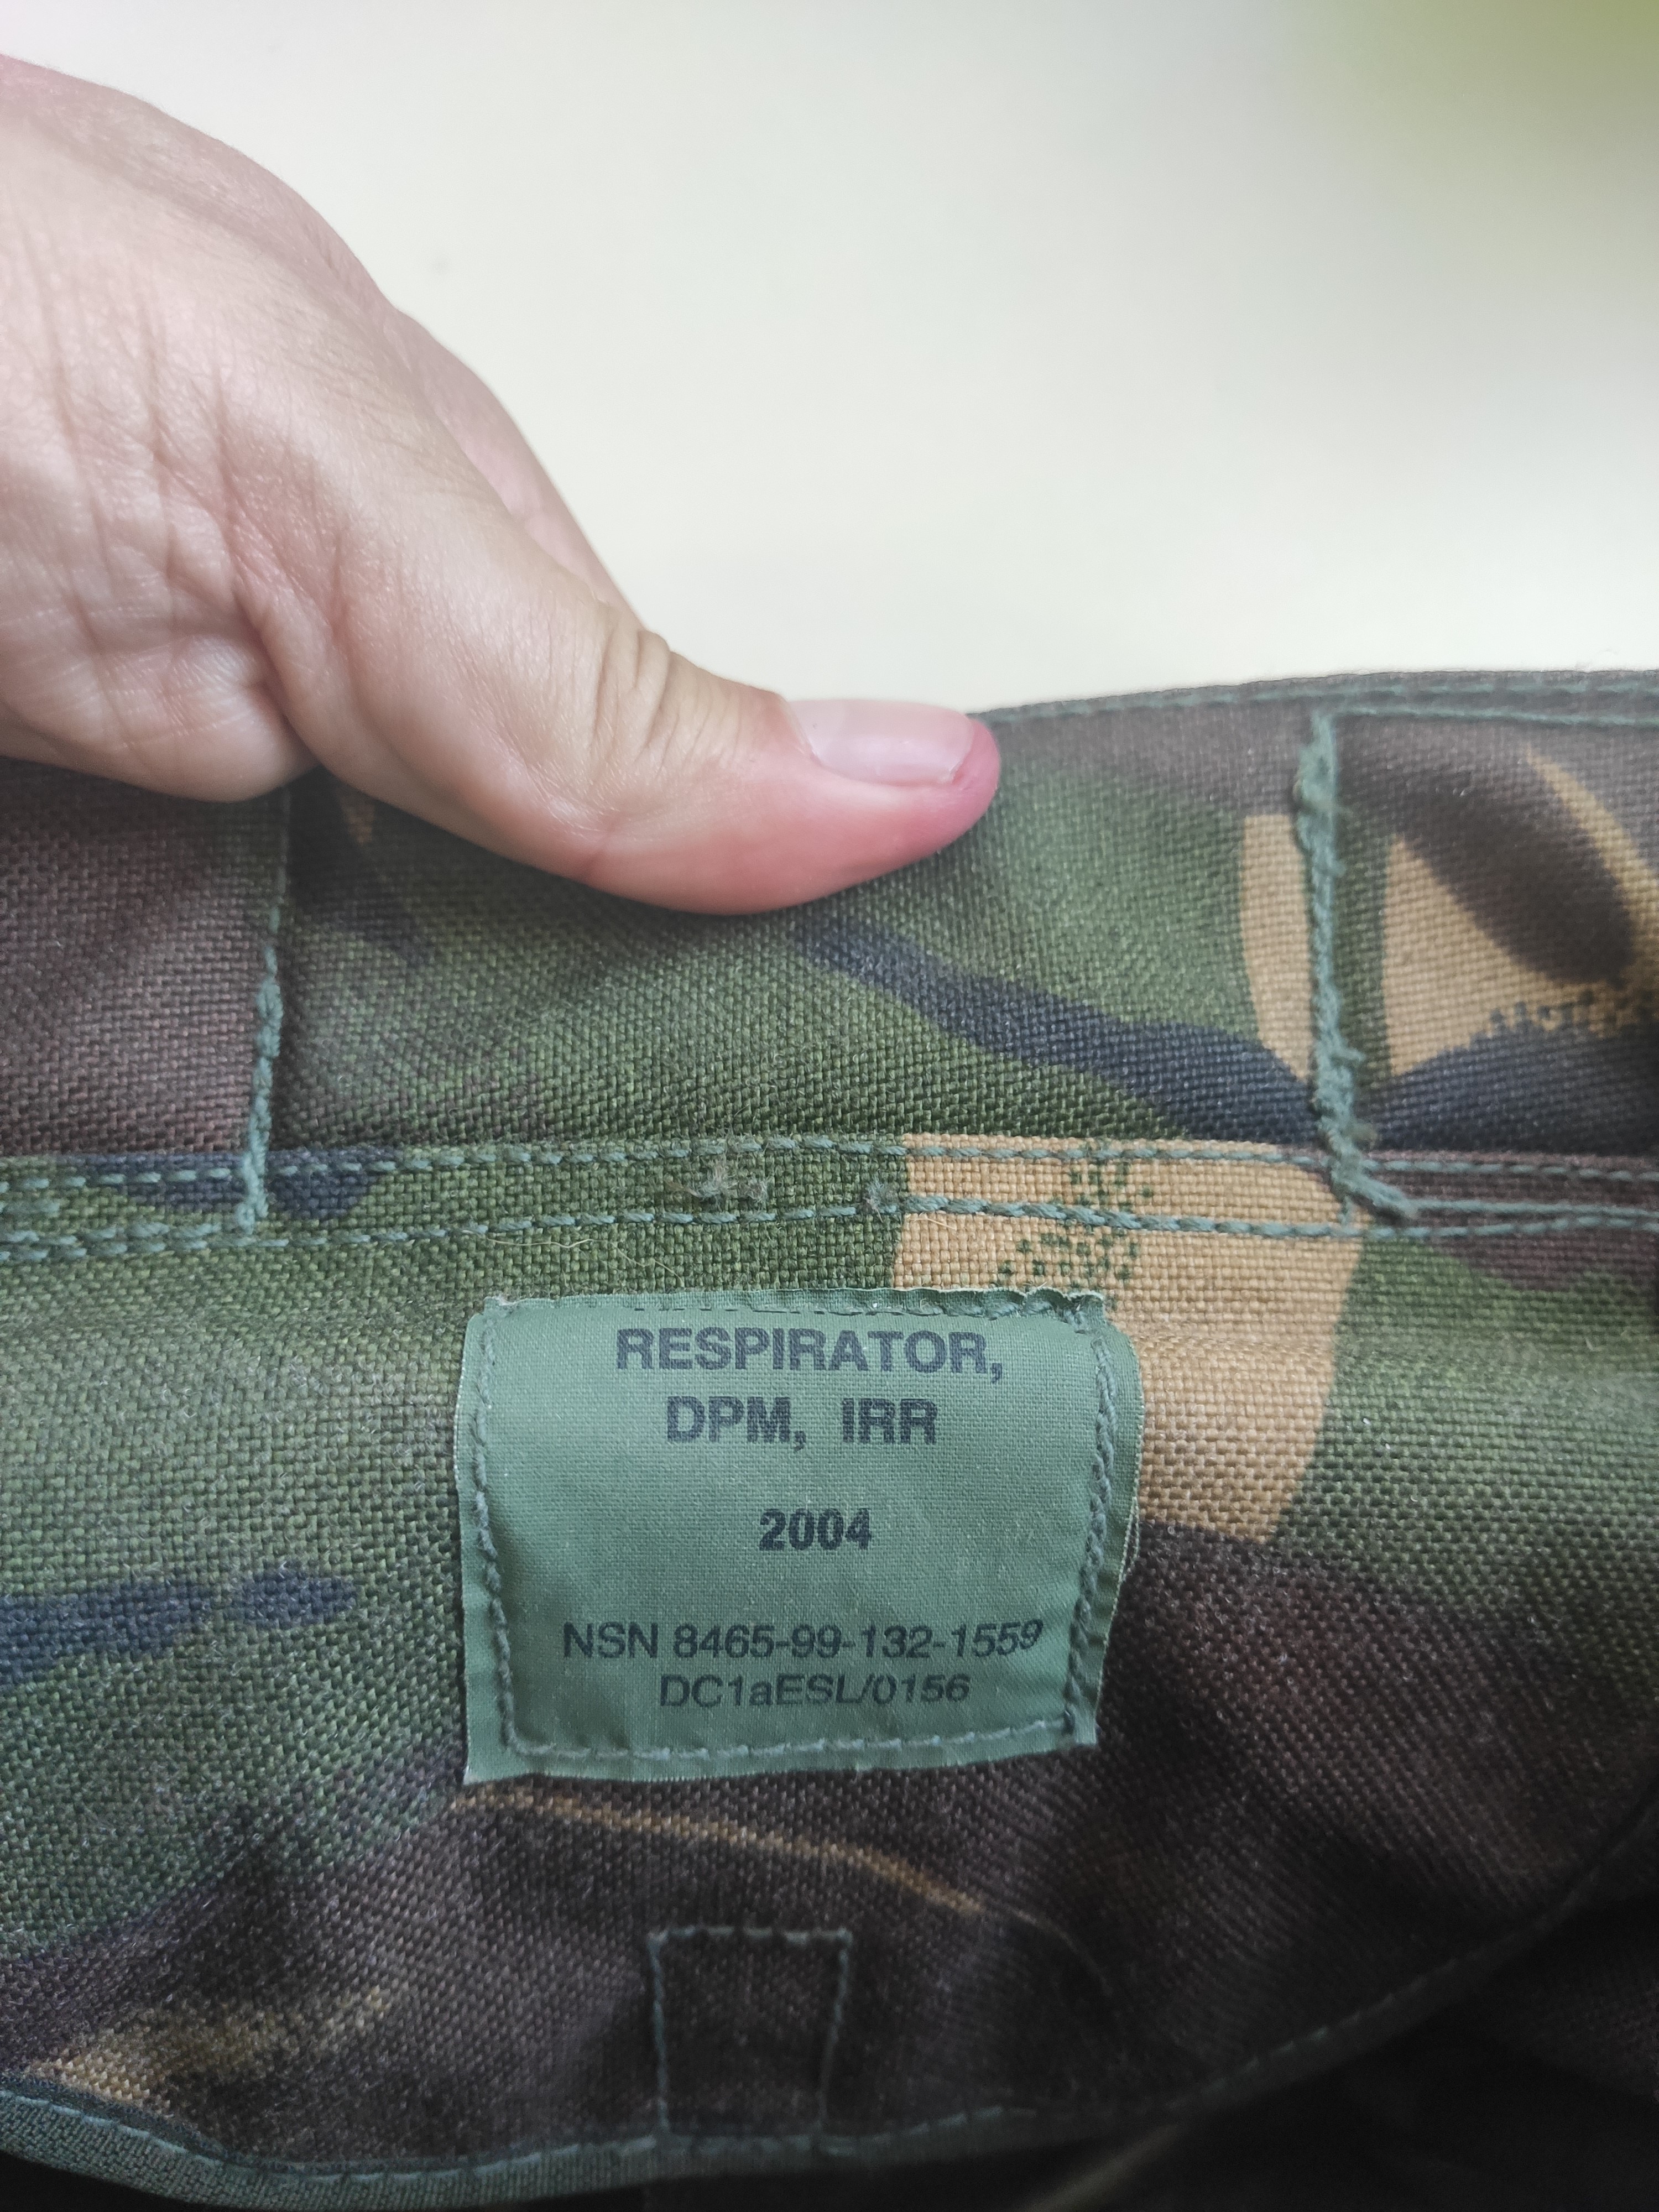 RESPIRATOR,
DPM, IRR
2004
NSN 8465-99-132-1559
DC1aESL/0156